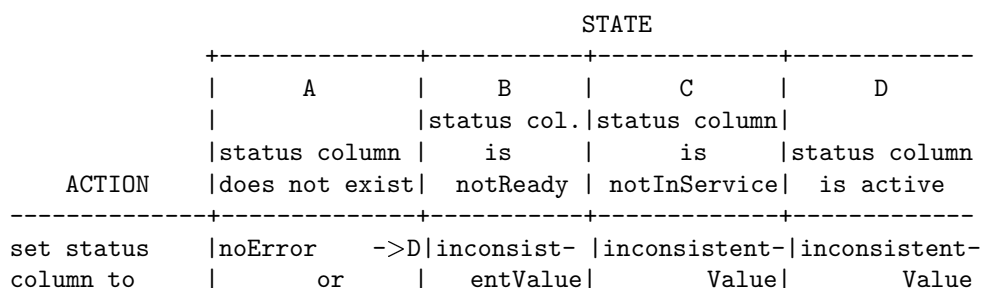 STATE
              +--------------+-----------+-------------+-------------
              |      A       |     B     |      C      |      D
              |              |status col.|status column|
              |status column |    is     |      is     |status column
    ACTION    |does not exist|  notReady | notInService|  is active
--------------+--------------+-----------+-------------+-------------
set status    |noError    ->D|inconsist- |inconsistent-|inconsistent-
column to     |       or     |   entValue|        Value|        Value